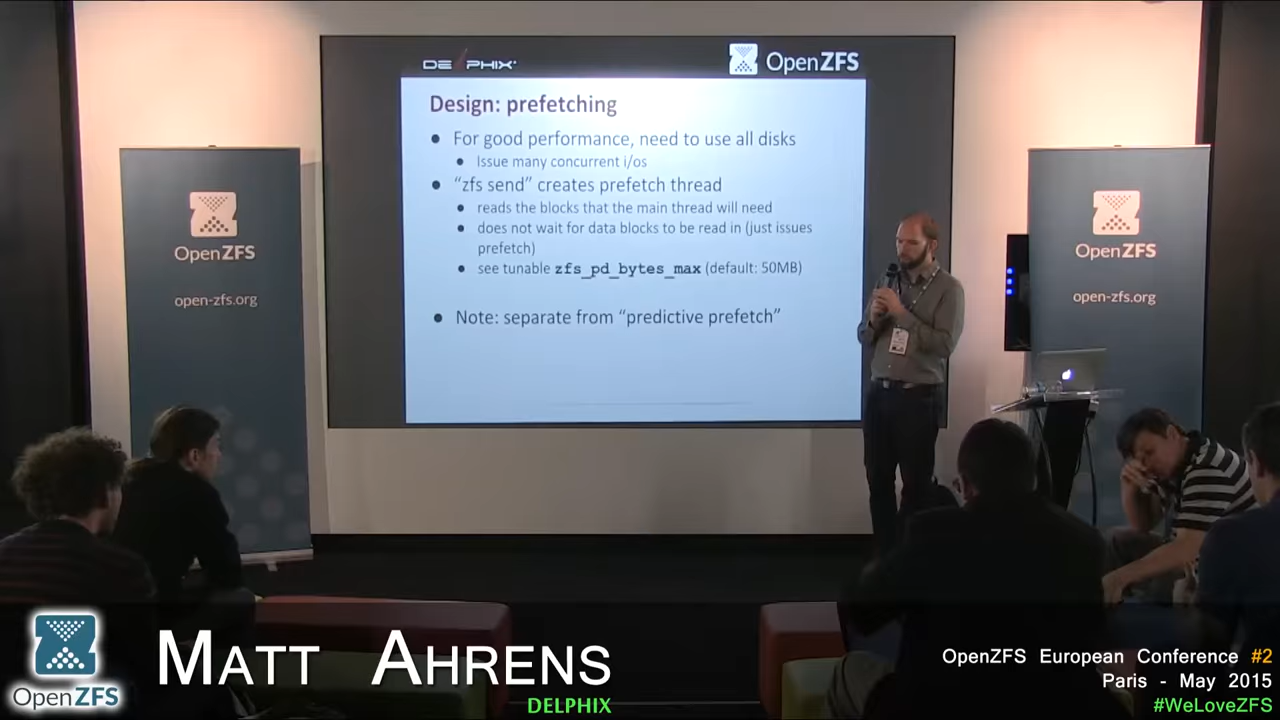 DELPHIX
OpenZFS
Design: prefetching
● For good performance, need to use all disks
● Issue many concurrent i/os
● "zfs send" creates prefetch thread
● reads the blocks that the main thread will need
● does not wait for data blocks to be read in (just issues
prefetch)
● see tunable zfs_pd_bytes_max (default: 50MB)
● Note: separate from "predictive prefetch"
OpenZFS
open-zfs.org
OpenZFS
open-zfs.org
OpenZFS
MATT AHRENS
DELPHIX
OpenZFS European Conference #2
Paris - May 2015
#WeLoveZFS